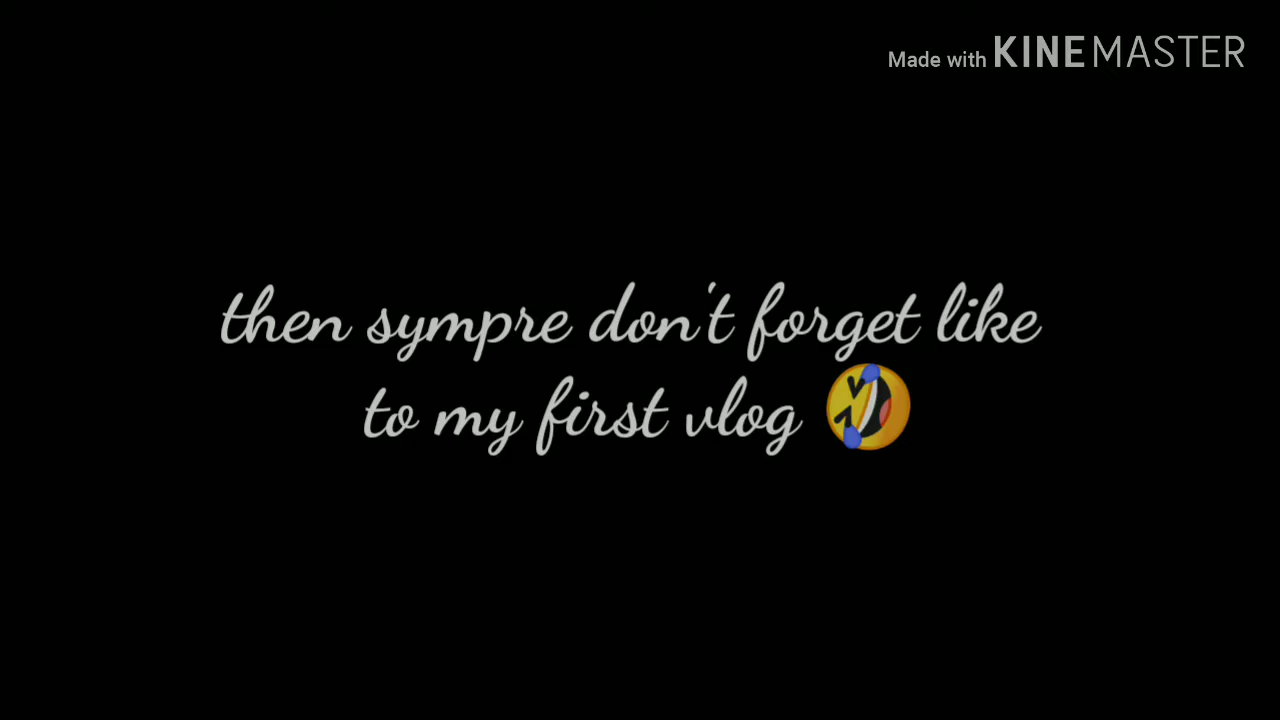 Made with KINEMASTER
then sympre don't forget like
to my first vlog 🤣